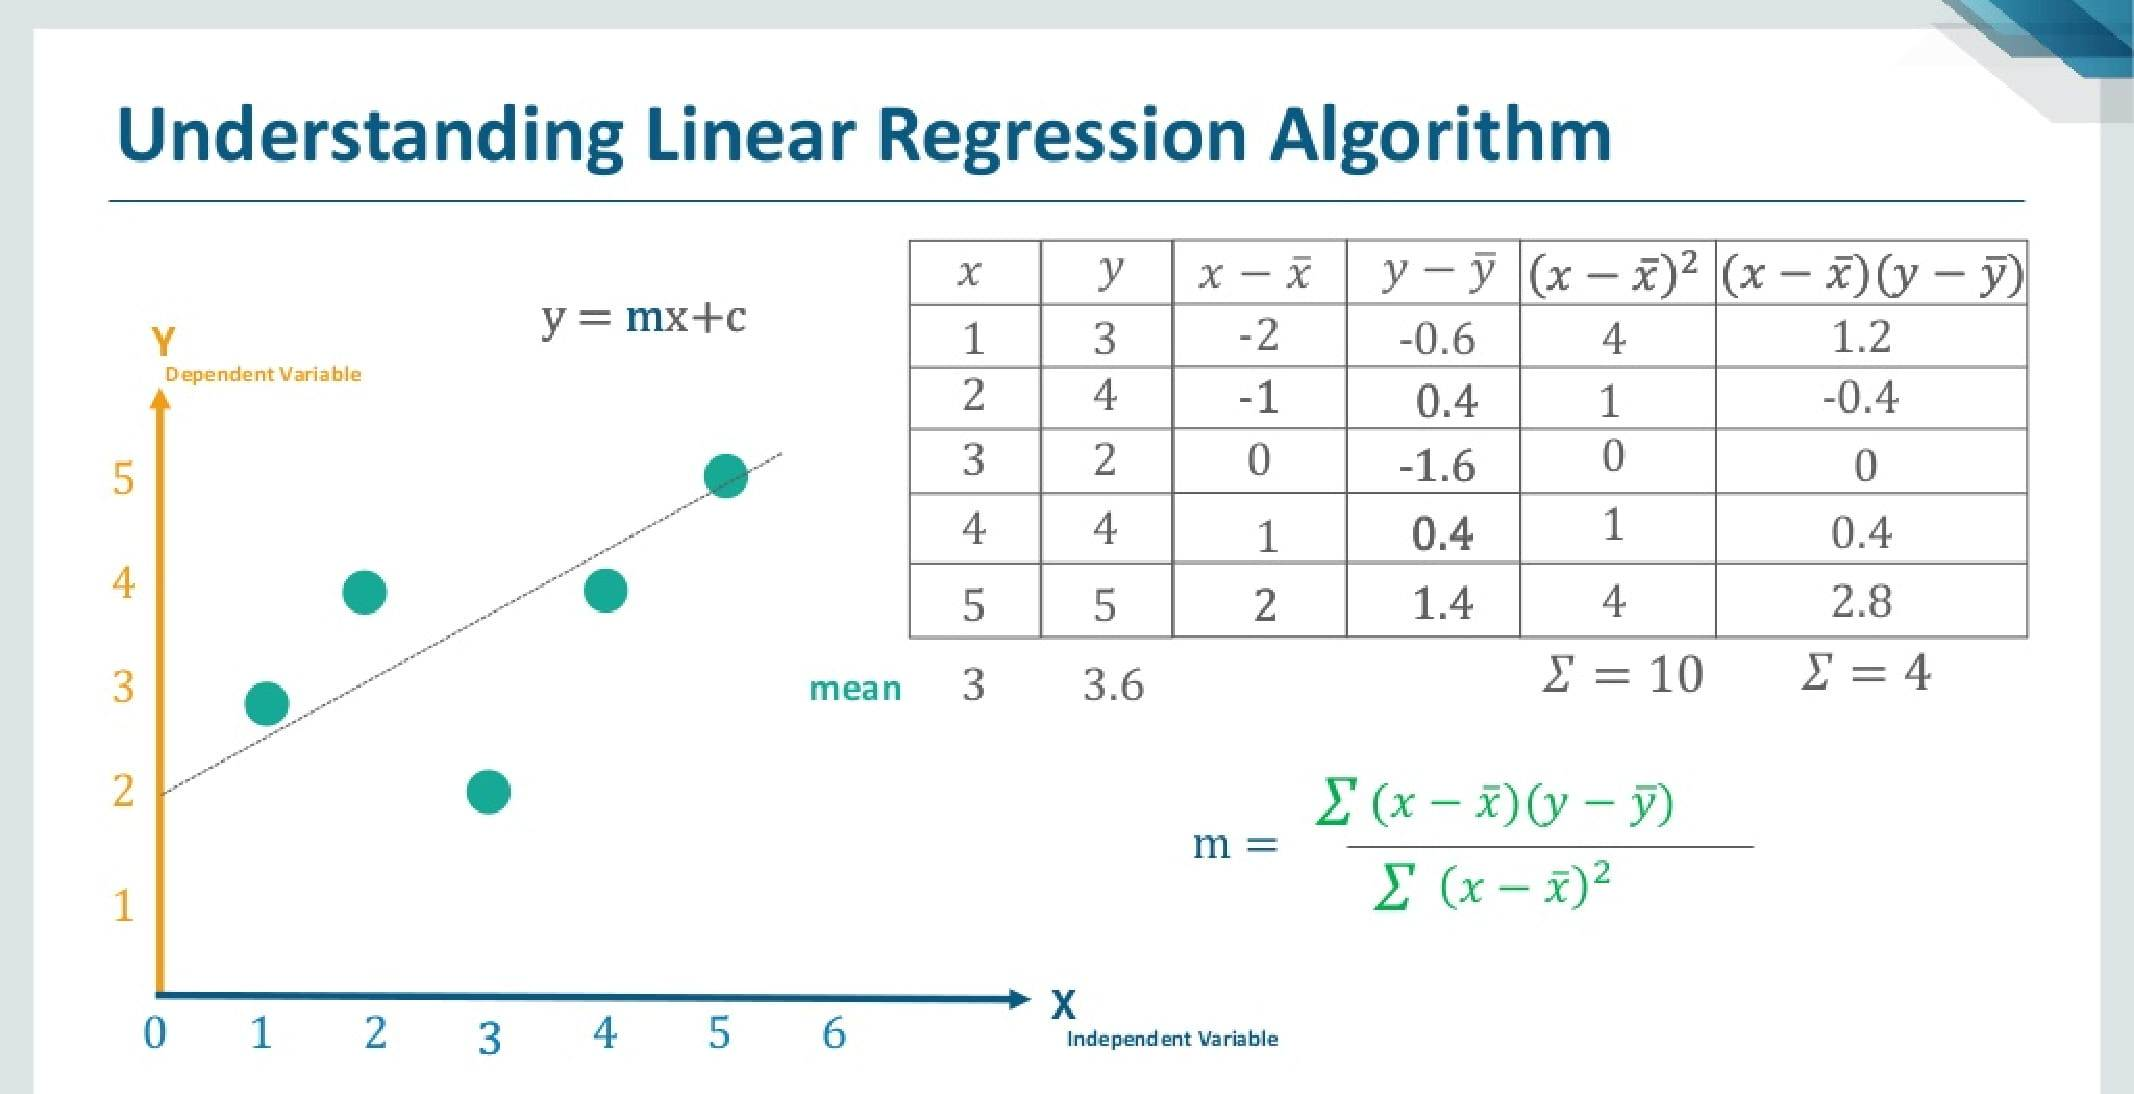 Understanding Linear Regression Algorithm
y = mx+c
Y
Dependent Variable
5
4
3
2
1
0 1 2 3 4 5 6
X
Independent Variable
x y x − x̄ y − ȳ (x − x̄)² (x − x̄)(y − ȳ)
1 3 -2 -0.6 4 1.2
2 4 -1 0.4 1 -0.4
3 2 0 -1.6 0 0
4 4 1 0.4 1 0.4
5 5 2 1.4 4 2.8
mean 3 3.6 Σ = 10 Σ = 4
Σ (x − x̄)(y − ȳ)
m =
Σ (x − x̄)²